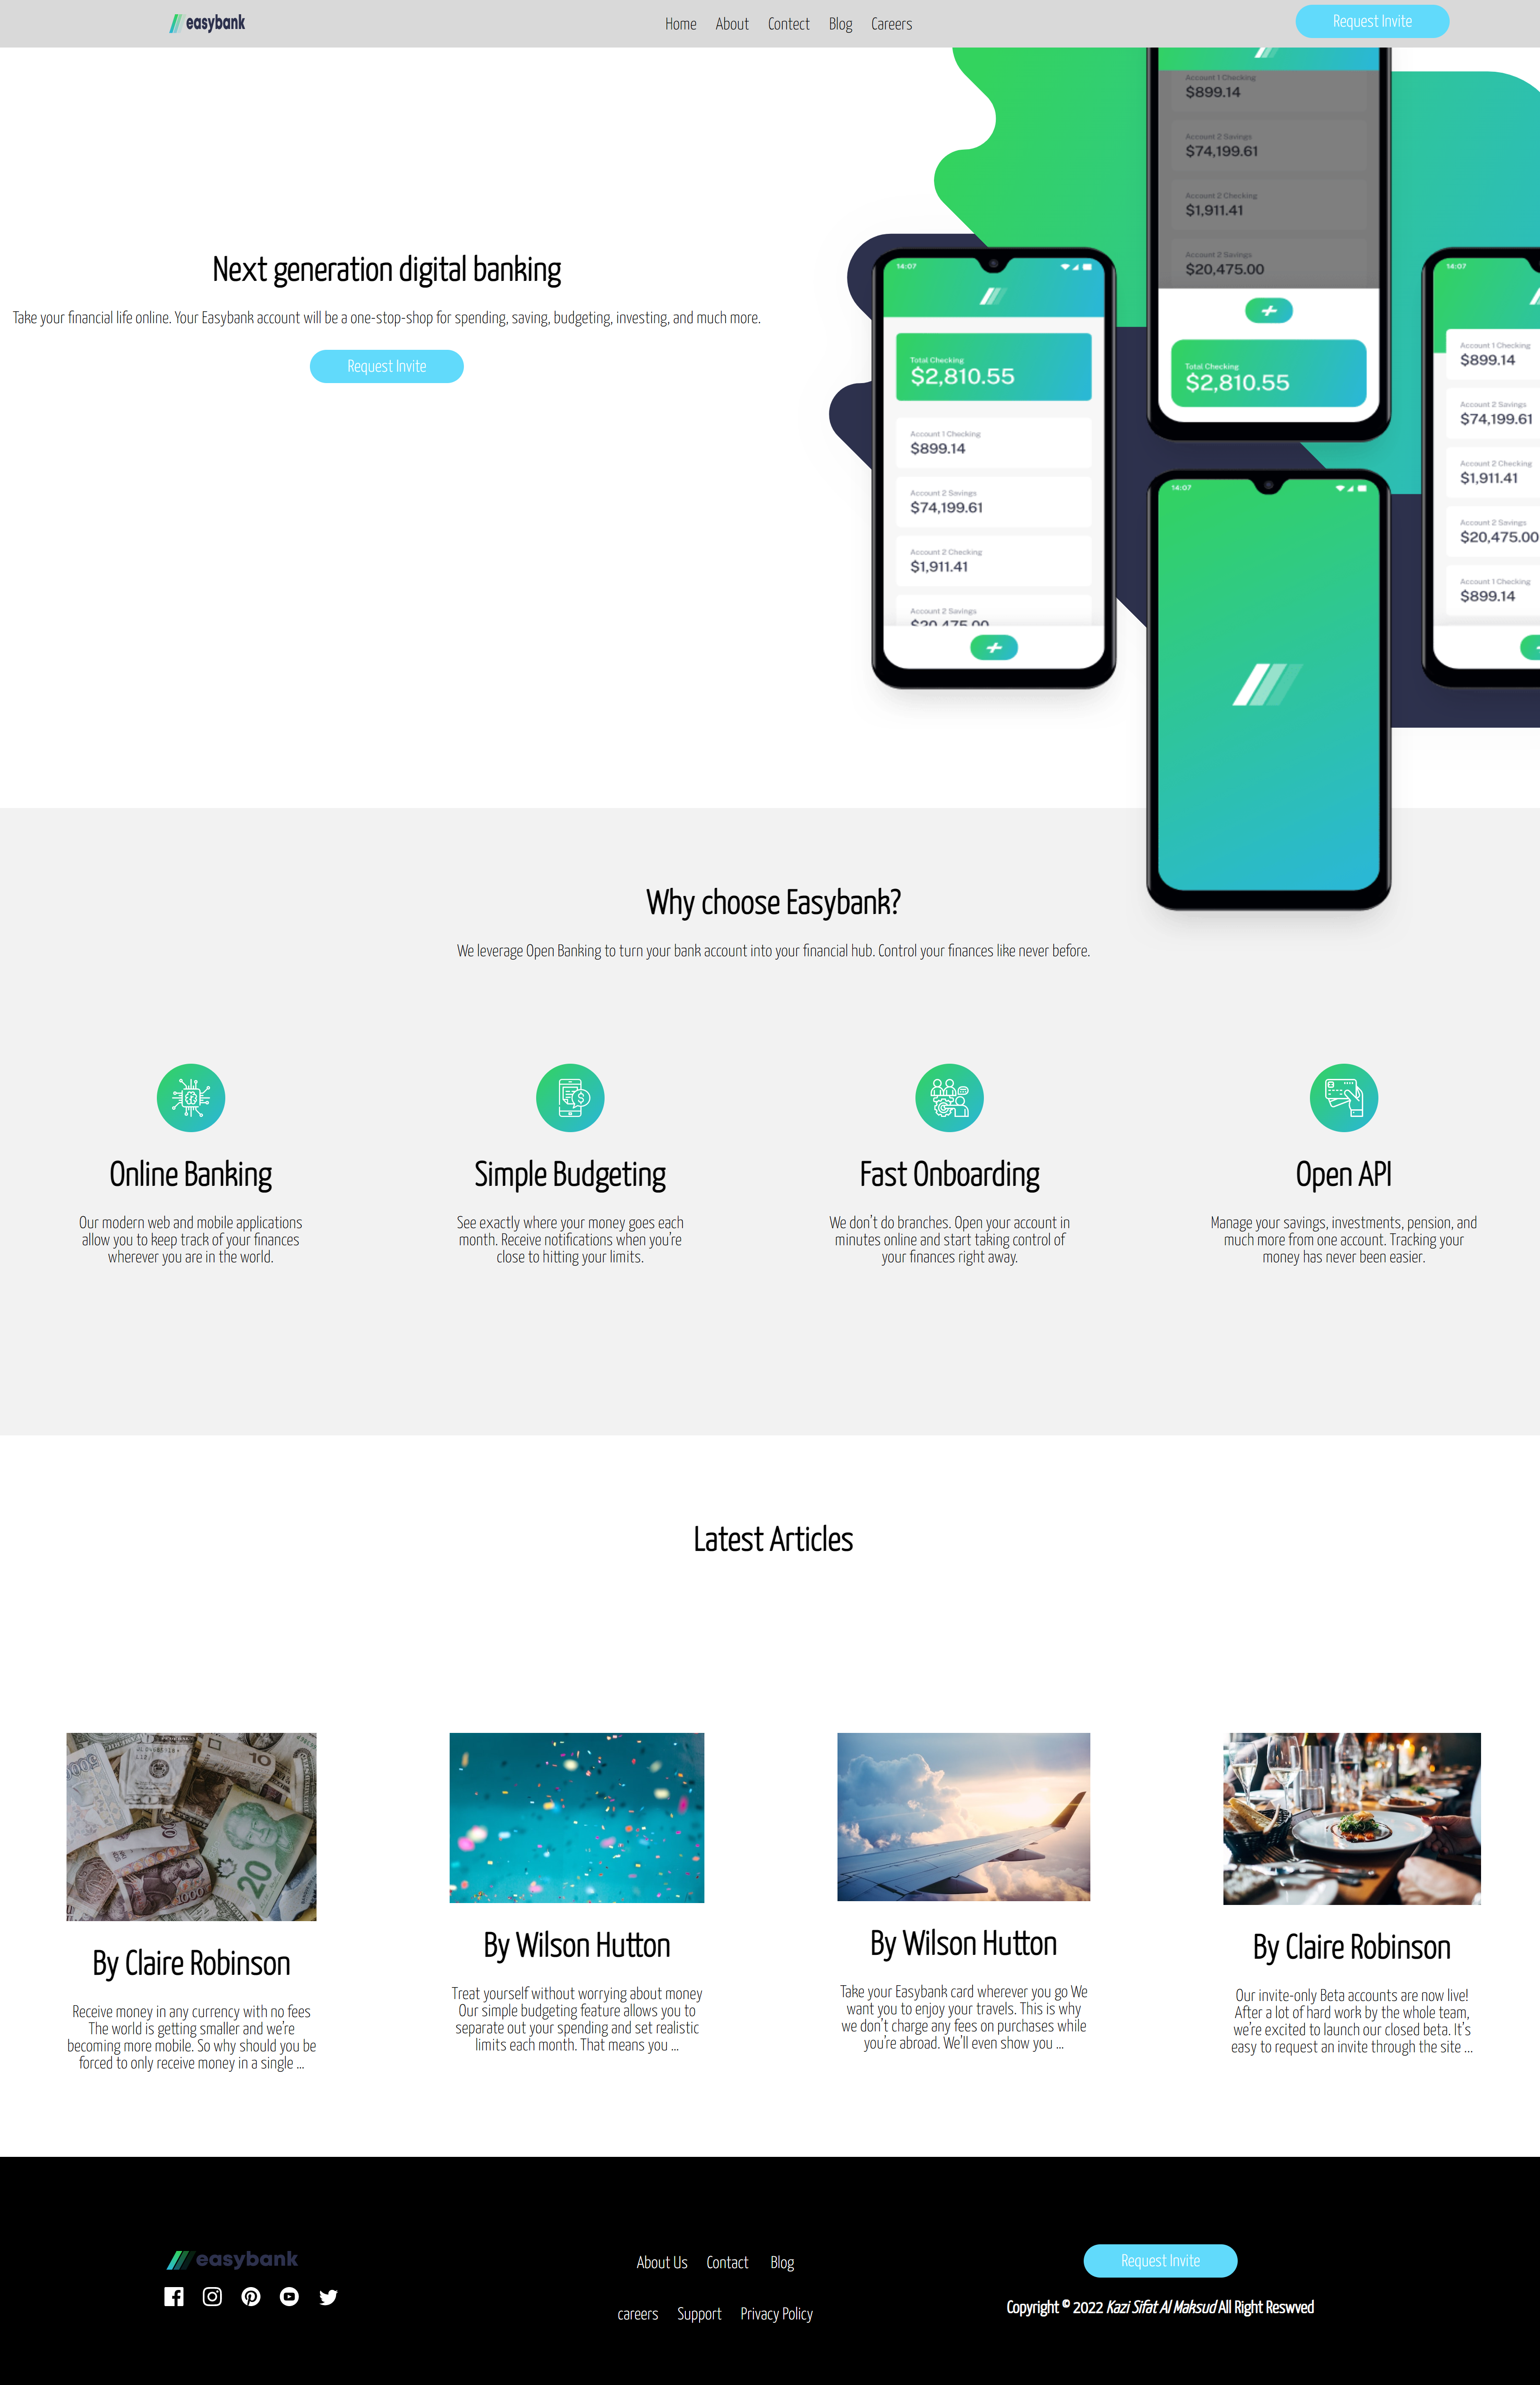 easybank
Home About Contect Blog Careers
Request Invite
Next generation digital banking
Take your financial life online. Your Easybank account will be a one-stop-shop for spending, saving, budgeting, investing, and much more.
Request Invite
Account 1 Checking
$899.14
Account 2 Savings
$74,199.61
Account 2 Checking
$1,911.41
Account 2 Savings
$20,475.00
Total Checking
$2,810.55
14:07
Total Checking
$2,810.55
Account 1 Checking
$899.14
Account 2 Savings
$74,199.61
Account 2 Checking
$1,911.41
Account 2 Savings
$20,475.00
14:07
14:07
Account 1 Checking
$899.14
Account 2 Savings
$74,199.61
Account 2 Checking
$1,911.41
Account 2 Savings
$20,475.00
Account 1 Checking
$899.14
Why choose Easybank?
We leverage Open Banking to turn your bank account into your financial hub. Control your finances like never before.
Online Banking
Our modern web and mobile applications
allow you to keep track of your finances
wherever you are in the world.
Simple Budgeting
See exactly where your money goes each
month. Receive notifications when you're
close to hitting your limits.
Fast Onboarding
We don't do branches. Open your account in
minutes online and start taking control of
your finances right away.
Open API
Manage your savings, investments, pension, and
much more from one account. Tracking your
money has never been easier.
Latest Articles
10
20
1000
By Claire Robinson
Receive money in any currency with no fees
The world is getting smaller and we're
becoming more mobile. So why should you be
forced to only receive money in a single ...
By Wilson Hutton
Treat yourself without worrying about money
Our simple budgeting feature allows you to
separate out your spending and set realistic
limits each month. That means you ...
By Wilson Hutton
Take your Easybank card wherever you go We
want you to enjoy your travels. This is why
we don't charge any fees on purchases while
you're abroad. We'll even show you ...
By Claire Robinson
Our invite-only Beta accounts are now live!
After a lot of hard work by the whole team,
we're excited to launch our closed beta. It's
easy to request an invite through the site ...
easybank
About Us Contact Blog
careers Support Privacy Policy
Request Invite
Copyright © 2022 Kazi Sifat Al Maksud All Right Reswved